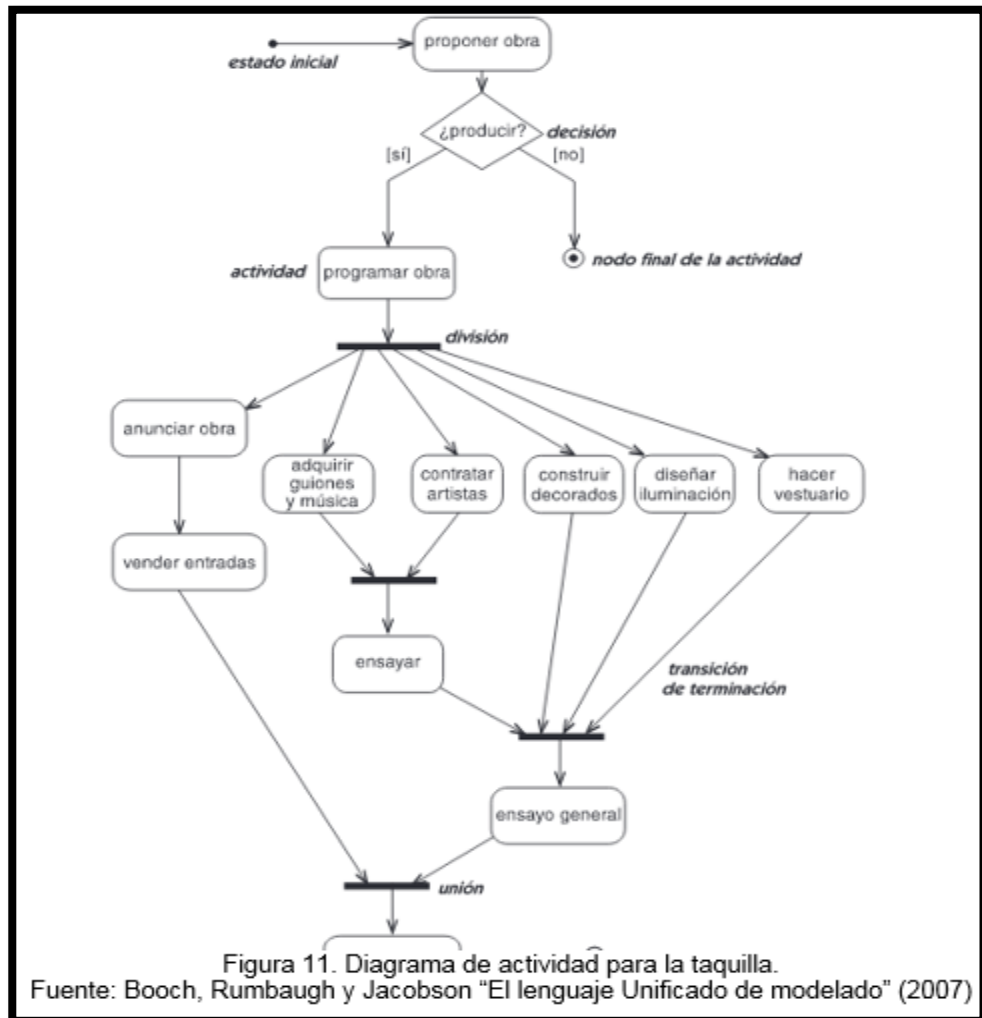 proponer obra
estado inicial
¿producir?
decisión
[sí]
[no]
actividad
programar obra
nodo final de la actividad
división
anunciar obra
adquirir
guiones
y música
contratar
artistas
construir
decorados
diseñar
iluminación
hacer
vestuario
vender entradas
ensayar
transición
de terminación
ensayo general
unión
Figura 11. Diagrama de actividad para la taquilla.
Fuente: Booch, Rumbaugh y Jacobson “El lenguaje Unificado de modelado” (2007)